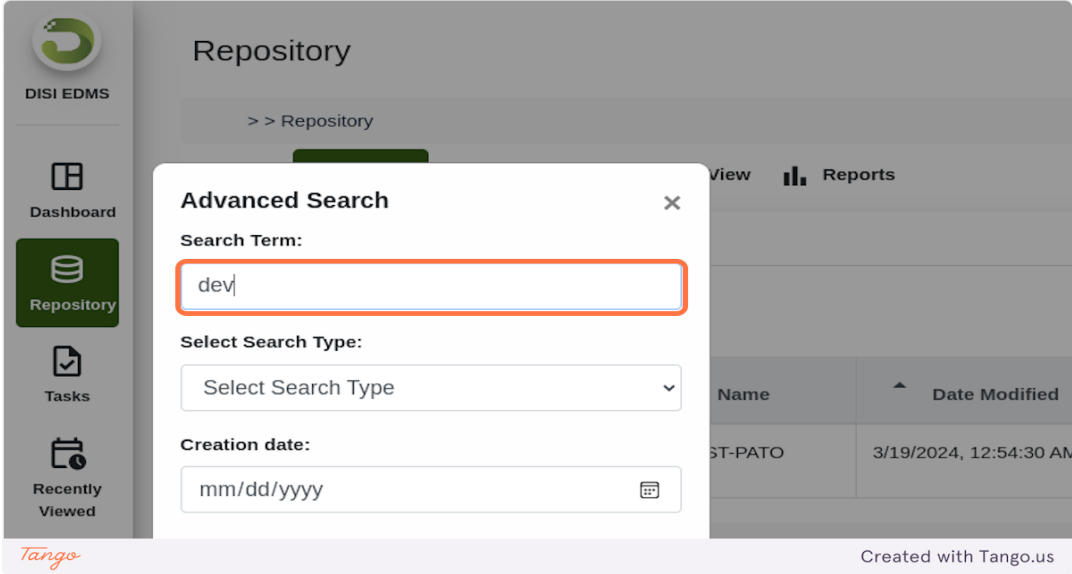 DISI EDMS
Dashboard
Repository
Tasks
Recently
Viewed
Repository
> > Repository
View
Reports
Advanced Search
×
Search Term:
dev
Select Search Type:
Select Search Type
Creation date:
mm/dd/yyyy
Name
Date Modified
ST-PATO
3/19/2024, 12:54:30 AM
Tango
Created with Tango.us